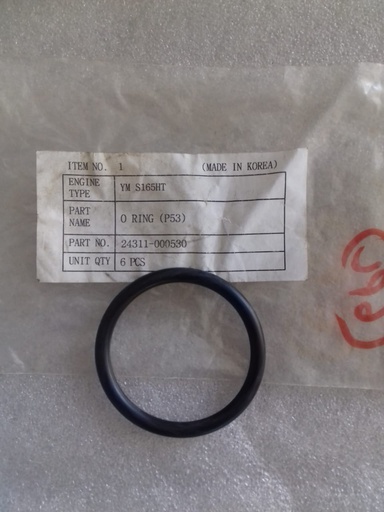 ITEM NO. 1 (MADE IN KOREA)
ENGINE TYPE YM S165HT
PART NAME O RING (P53)
PART NO. 24311-000530
UNIT QTY 6 PCS